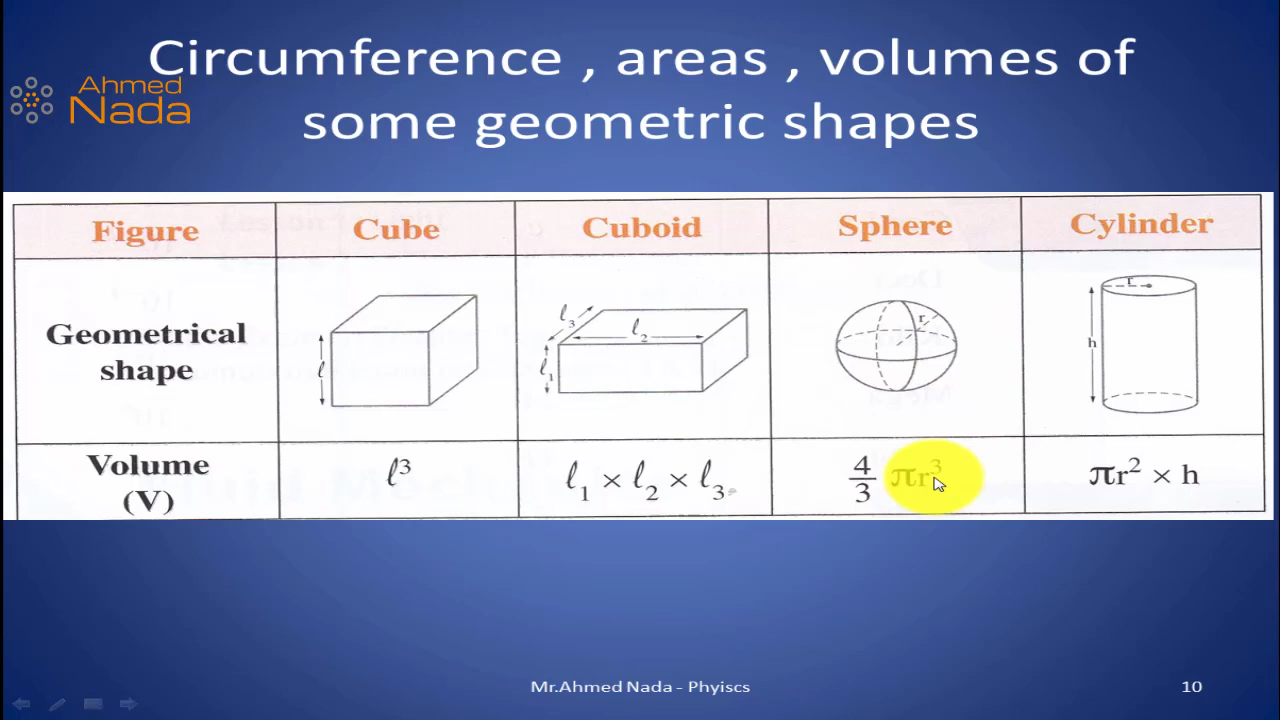 Circumference , areas , volumes of
some geometric shapes
Ahmed
Nada
Figure Cube Cuboid Sphere Cylinder
Geometrical
shape
ℓ
ℓ₃
ℓ₂
ℓ₁
r
r
h
Volume
(V)
ℓ³
ℓ₁ × ℓ₂ × ℓ₃
4/3 πr³
πr² × h
Mr.Ahmed Nada - Phyiscs
10